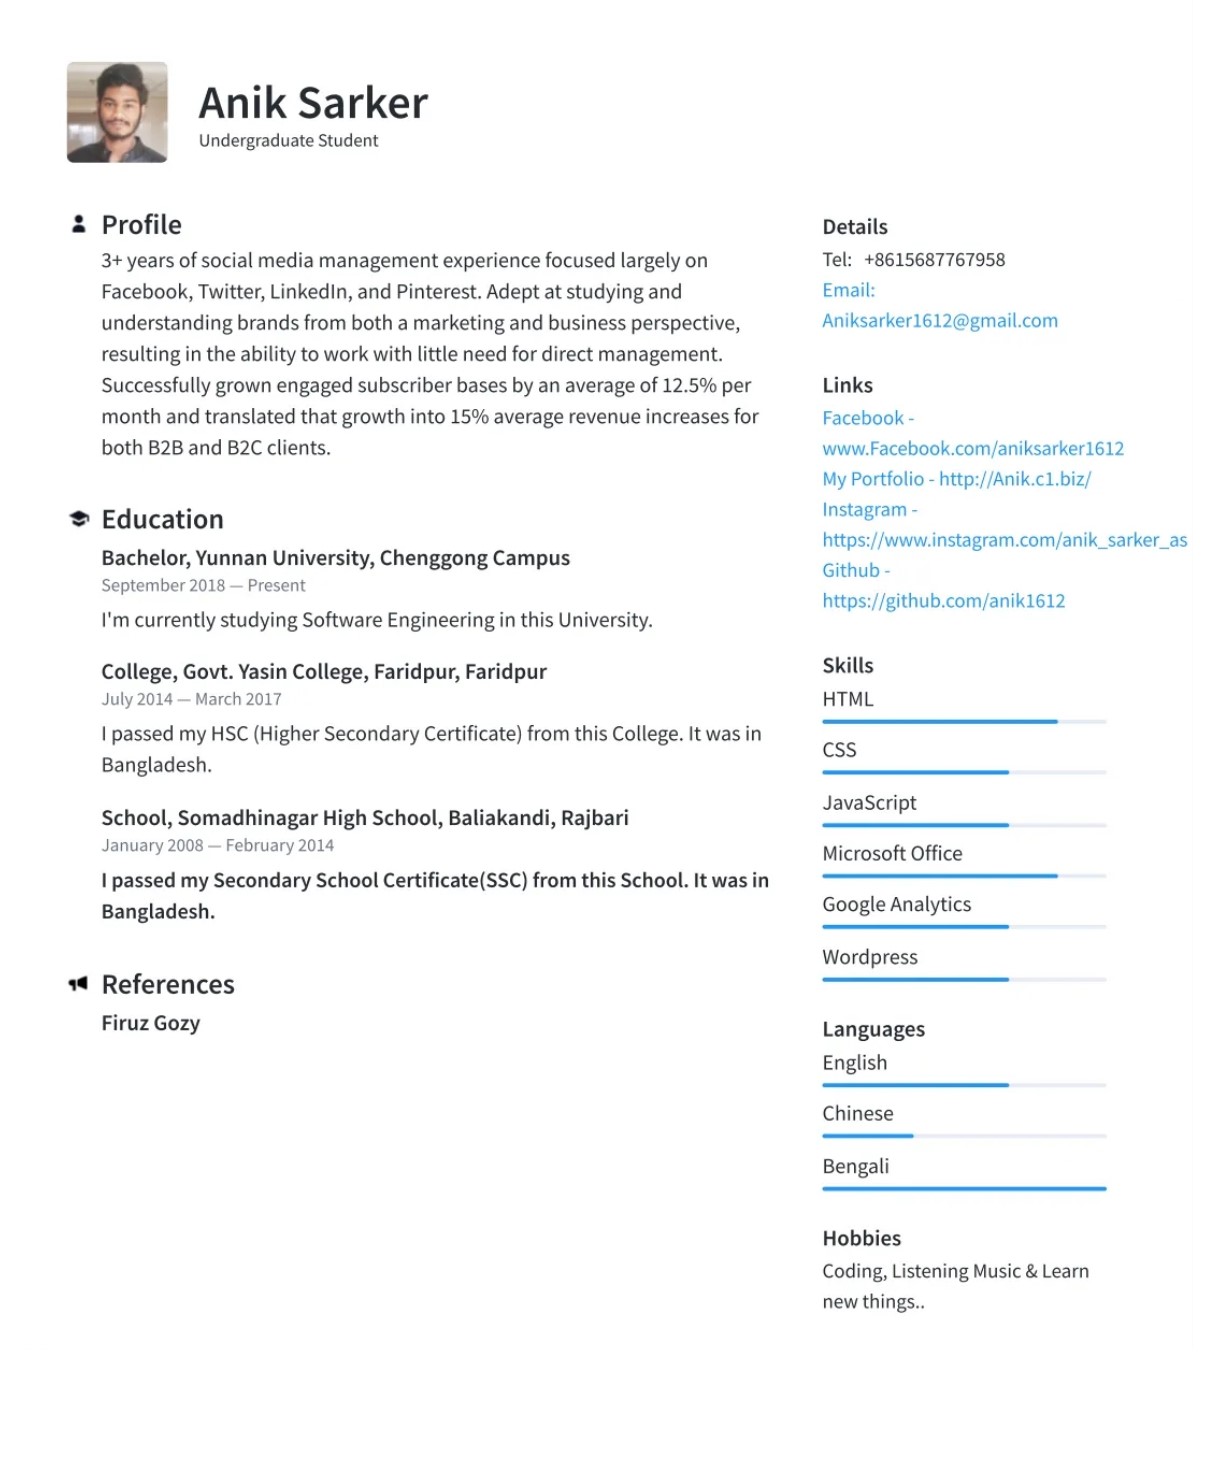 Anik Sarker
Undergraduate Student
Profile
3+ years of social media management experience focused largely on
Facebook, Twitter, LinkedIn, and Pinterest. Adept at studying and
understanding brands from both a marketing and business perspective,
resulting in the ability to work with little need for direct management.
Successfully grown engaged subscriber bases by an average of 12.5% per
month and translated that growth into 15% average revenue increases for
both B2B and B2C clients.
Education
Bachelor, Yunnan University, Chenggong Campus
September 2018 — Present
I'm currently studying Software Engineering in this University.
College, Govt. Yasin College, Faridpur, Faridpur
July 2014 — March 2017
I passed my HSC (Higher Secondary Certificate) from this College. It was in
Bangladesh.
School, Somadhinagar High School, Baliakandi, Rajbari
January 2008 — February 2014
I passed my Secondary School Certificate(SSC) from this School. It was in
Bangladesh.
References
Firuz Gozy
Details
Tel: +8615687767958
Email:
Aniksarker1612@gmail.com
Links
Facebook -
www.Facebook.com/aniksarker1612
My Portfolio - http://Anik.c1.biz/
Instagram -
https://www.instagram.com/anik_sarker_as
Github -
https://github.com/anik1612
Skills
HTML
CSS
JavaScript
Microsoft Office
Google Analytics
Wordpress
Languages
English
Chinese
Bengali
Hobbies
Coding, Listening Music & Learn
new things..